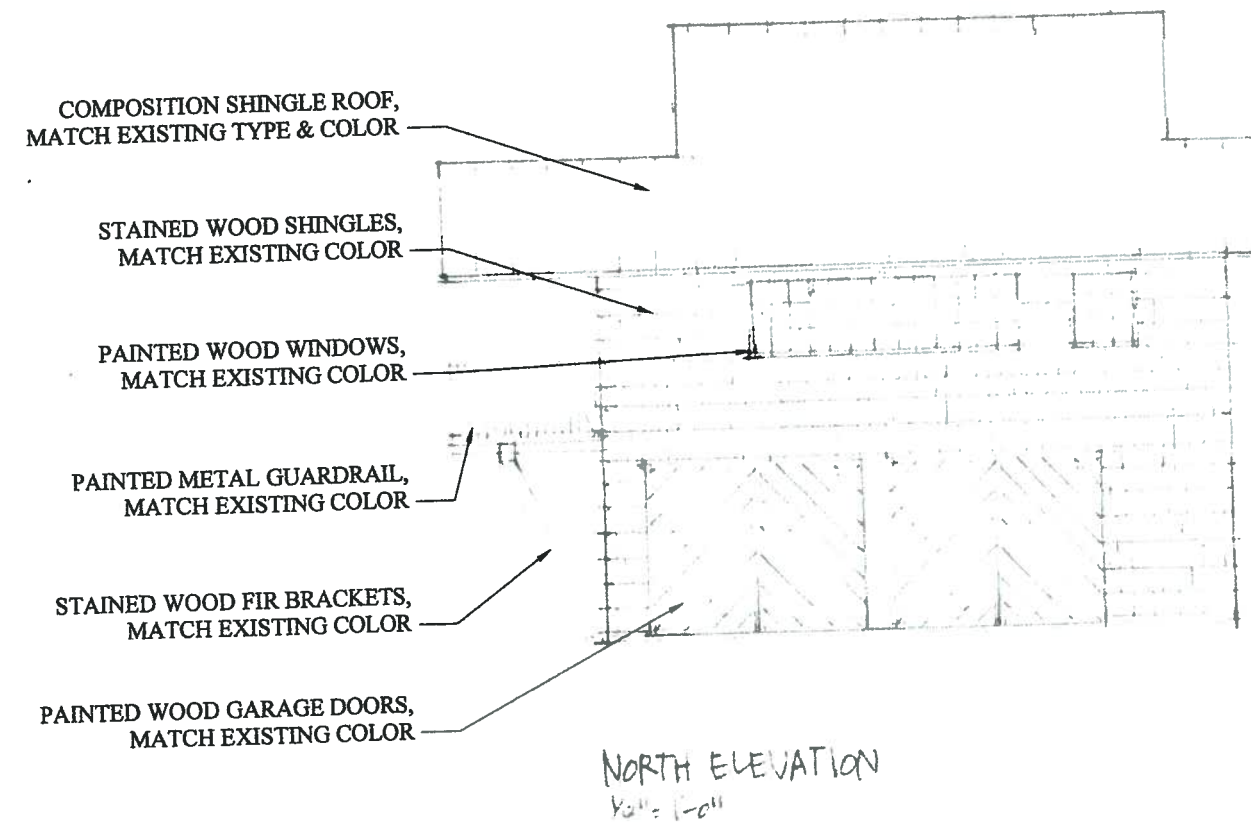 COMPOSITION SHINGLE ROOF,
MATCH EXISTING TYPE & COLOR
STAINED WOOD SHINGLES,
MATCH EXISTING COLOR
PAINTED WOOD WINDOWS,
MATCH EXISTING COLOR
PAINTED METAL GUARDRAIL,
MATCH EXISTING COLOR
STAINED WOOD FIR BRACKETS,
MATCH EXISTING COLOR
PAINTED WOOD GARAGE DOORS,
MATCH EXISTING COLOR
NORTH ELEVATION